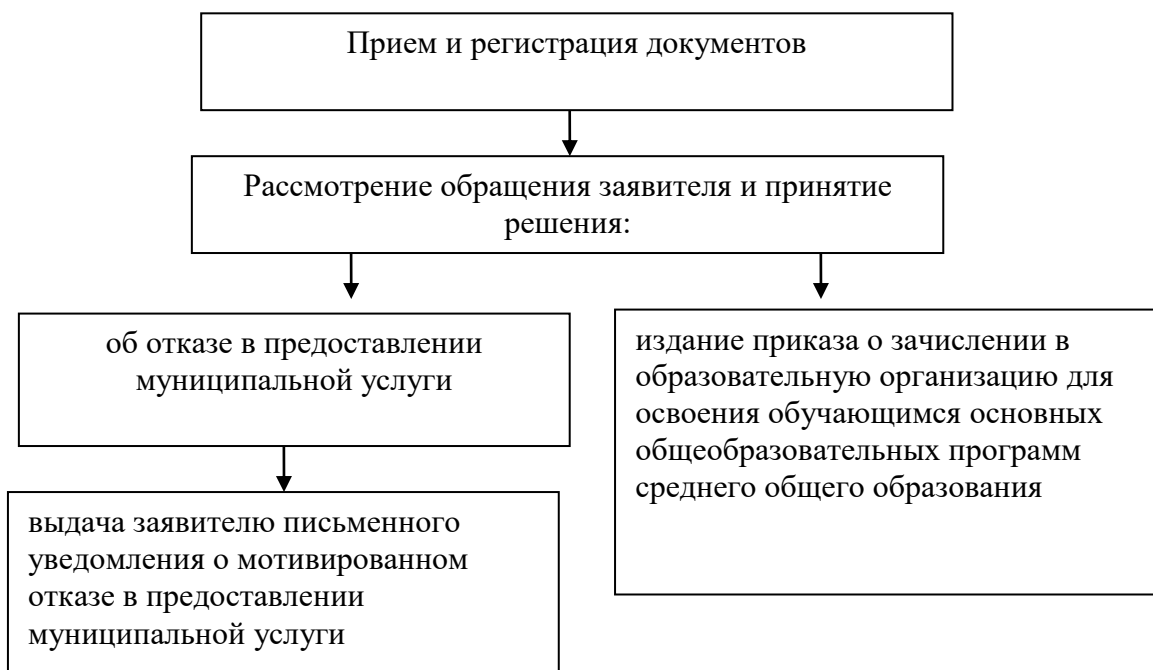 Прием и регистрация документов
Рассмотрение обращения заявителя и принятие
решения:
об отказе в предоставлении
муниципальной услуги
издание приказа о зачислении в
образовательную организацию для
освоения обучающимся основных
общеобразовательных программ
среднего общего образования
выдача заявителю письменного
уведомления о мотивированном
отказе в предоставлении
муниципальной услуги